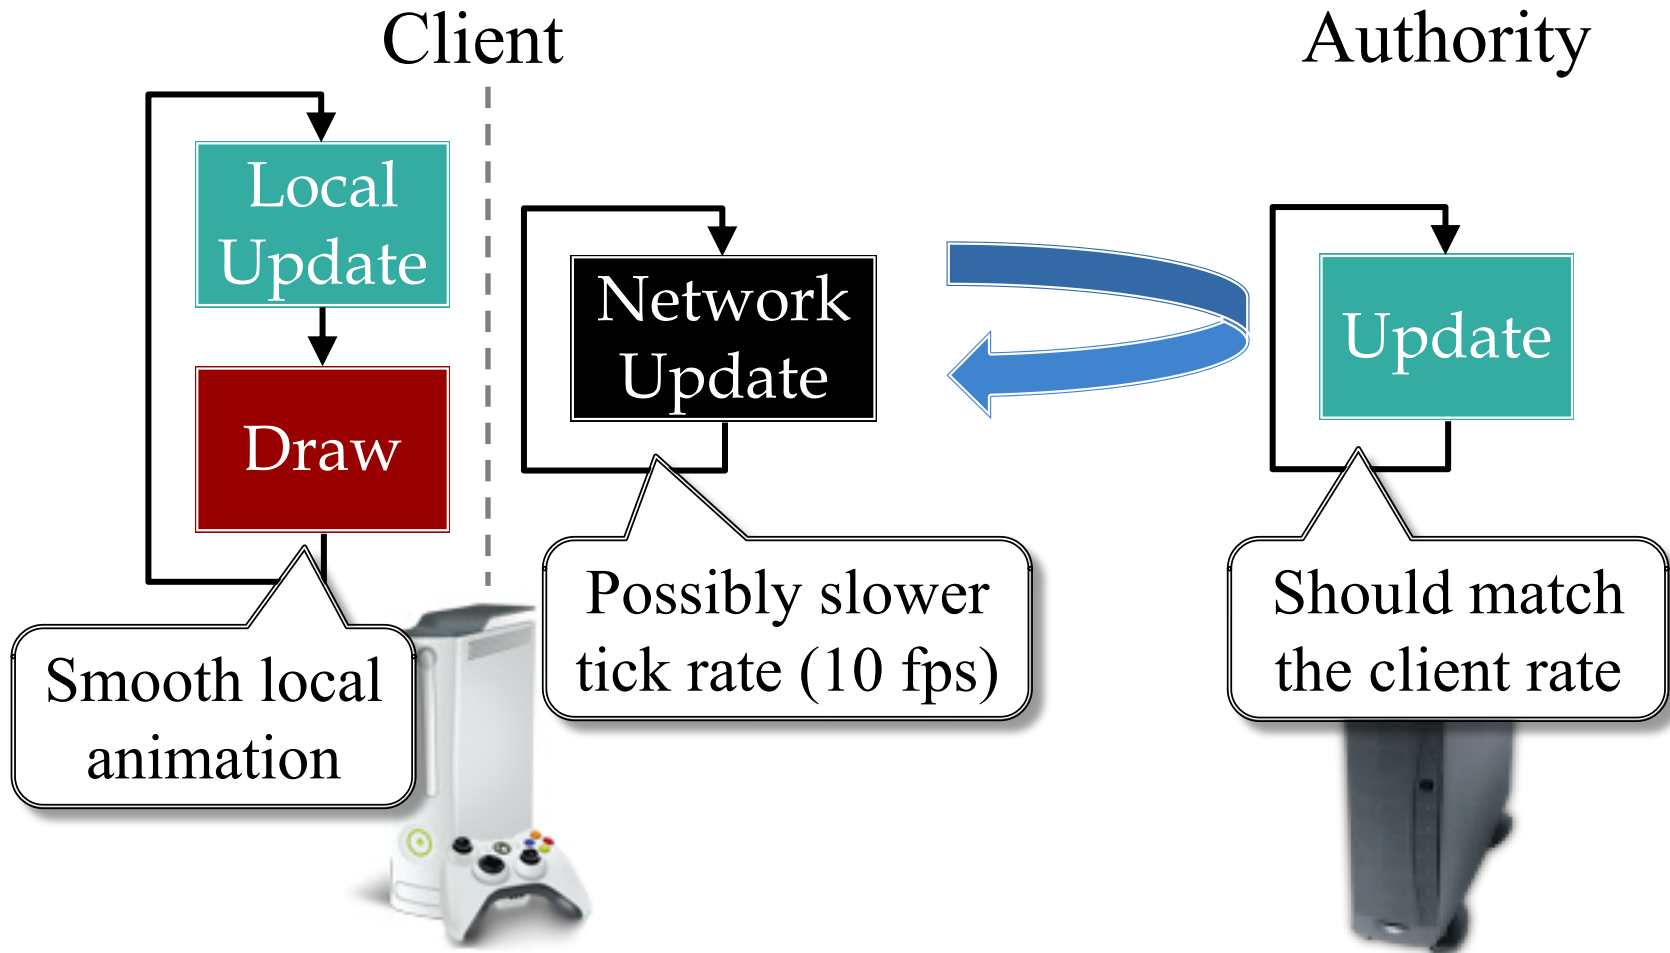 Client
Authority
Local
Update
Draw
Network
Update
Update
Smooth local
animation
Possibly slower
tick rate (10 fps)
Should match
the client rate